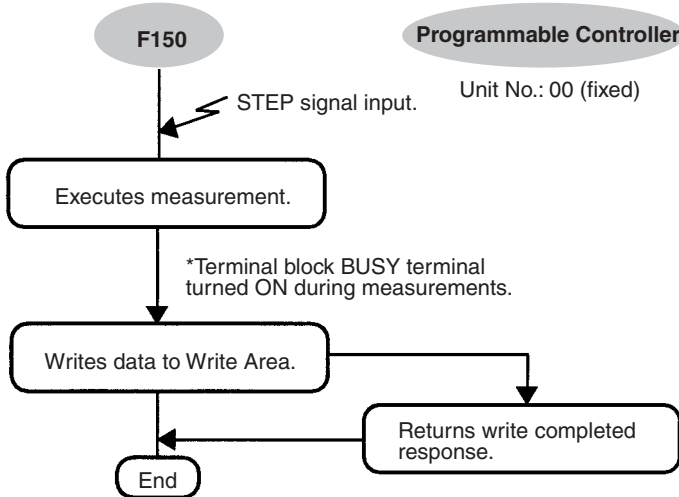 F150
Programmable Controller
Unit No.: 00 (fixed)
STEP signal input.
Executes measurement.
*Terminal block BUSY terminal
turned ON during measurements.
Writes data to Write Area.
Returns write completed
response.
End